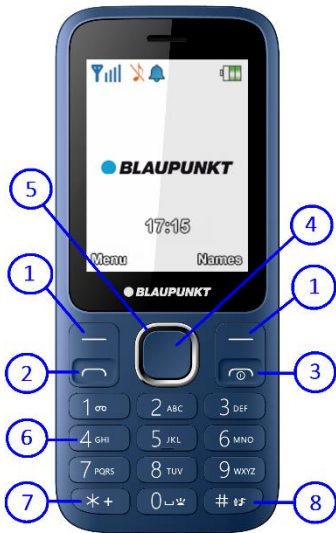 BLAUPUNKT
5
17:15
4
Menu Names
1 BLAUPUNKT 1
2 3
1 2 ABC 3 DEF
6 4 GHI 5 JKL 6 MNO
7 PQRS 8 TUV 9 WXYZ
7 * + 0 # 8